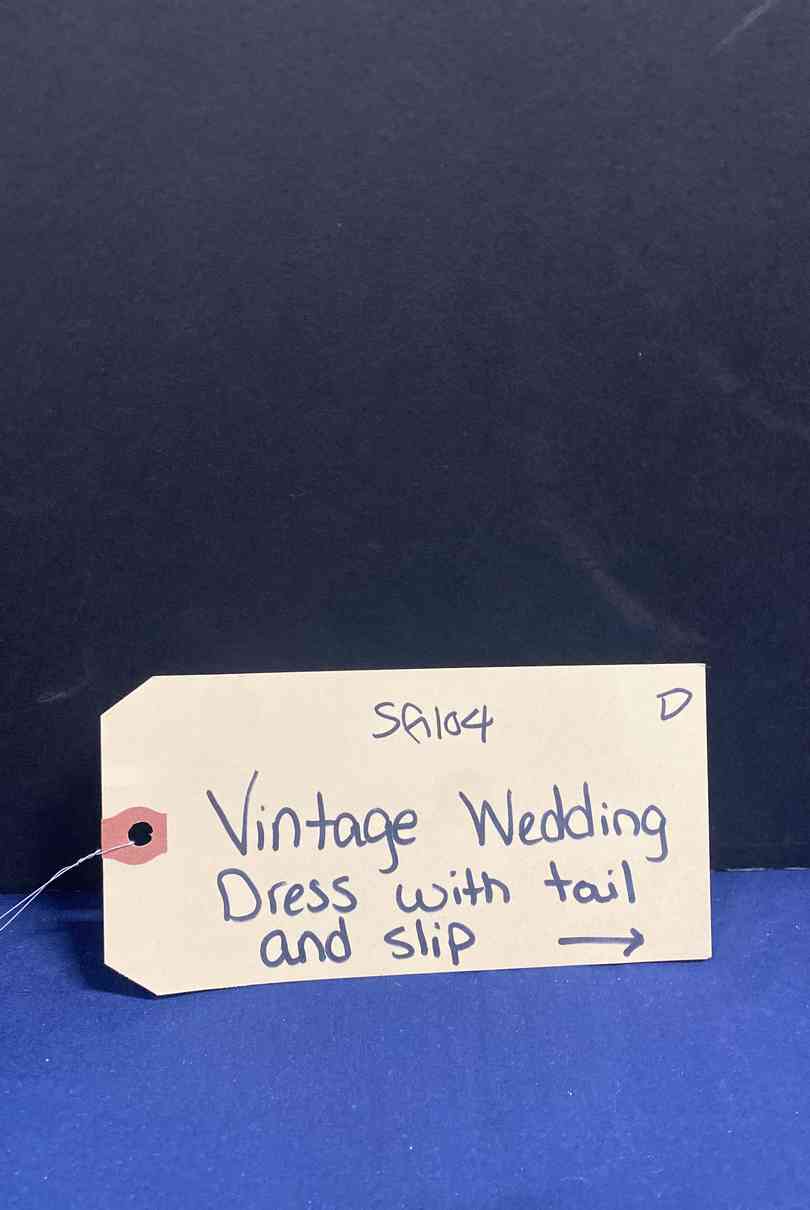 SA104
D
Vintage Wedding
Dress with tail
and slip →